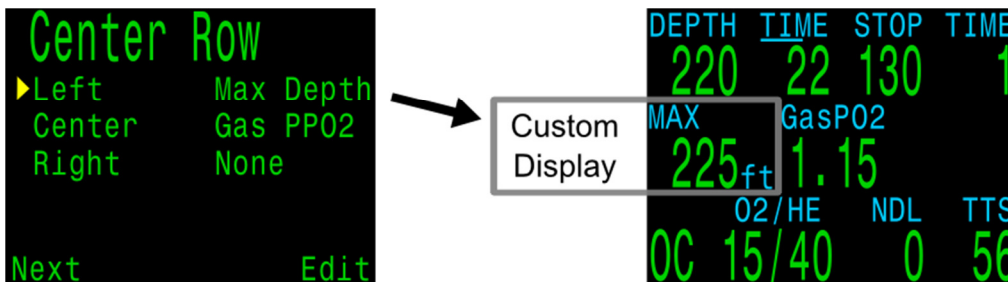 Center Row
Left Max Depth
Center Gas PPO2
Right None
Next Edit
Custom
Display
DEPTH TIME STOP TIME
220 22 130 1
MAX GasPO2
225ft 1.15
O2/HE NDL TTS
OC 15/40 0 56